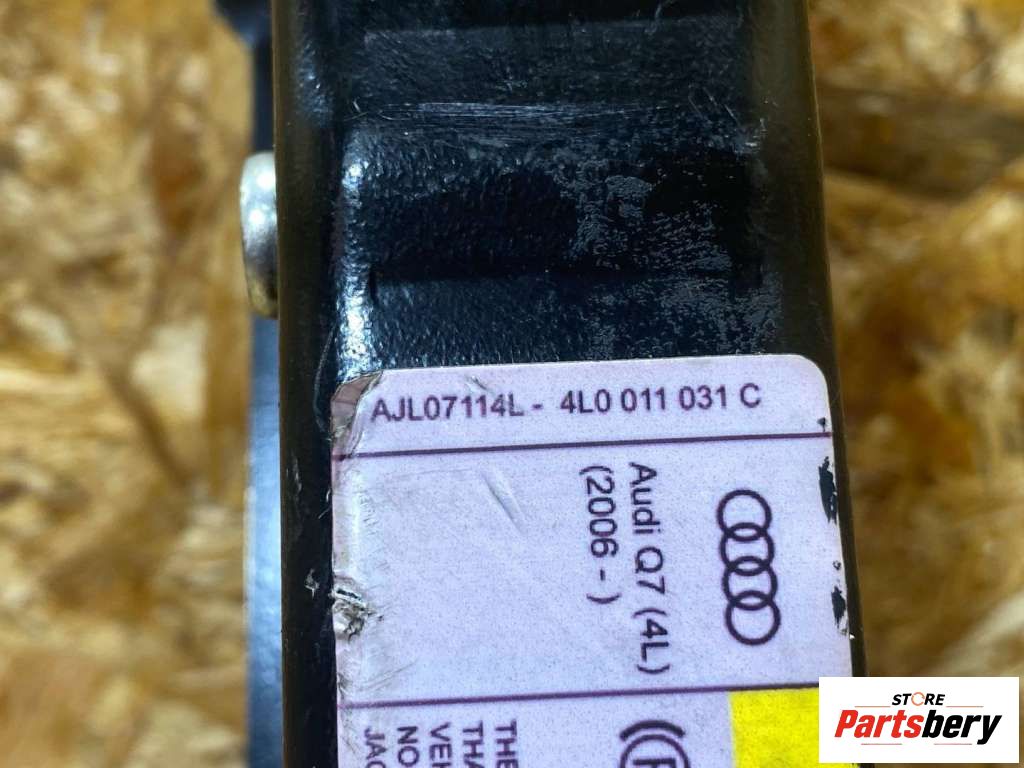 AJL07114L - 4L0 011 031 C
Audi Q7 (4L)
(2006 - )
THE
THA
VEH
NO
JAC
STORE
Partsbery